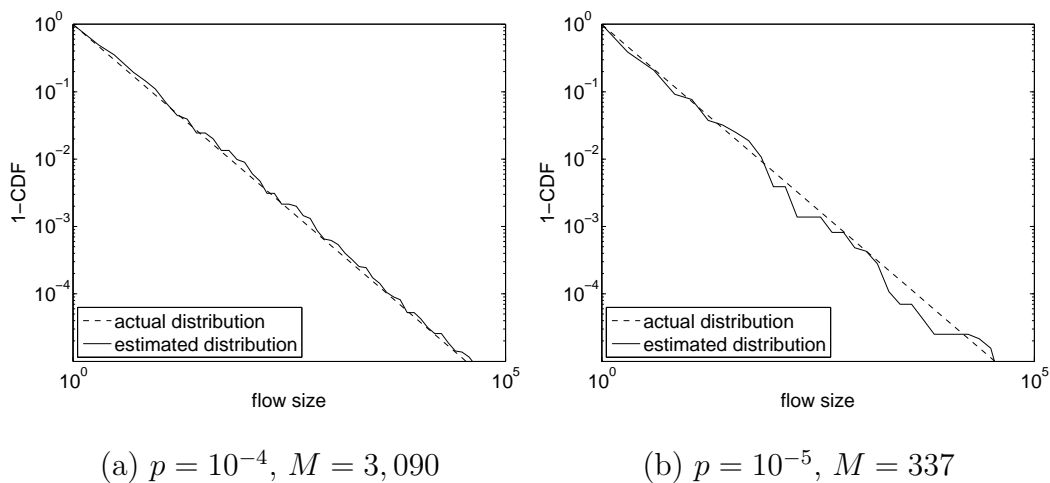 10^0
10^-1
10^-2
10^-3
10^-4
1-CDF
actual distribution
estimated distribution
10^0
10^5
flow size
(a) p = 10^-4, M = 3, 090
10^0
10^-1
10^-2
10^-3
10^-4
1-CDF
actual distribution
estimated distribution
10^0
10^5
flow size
(b) p = 10^-5, M = 337